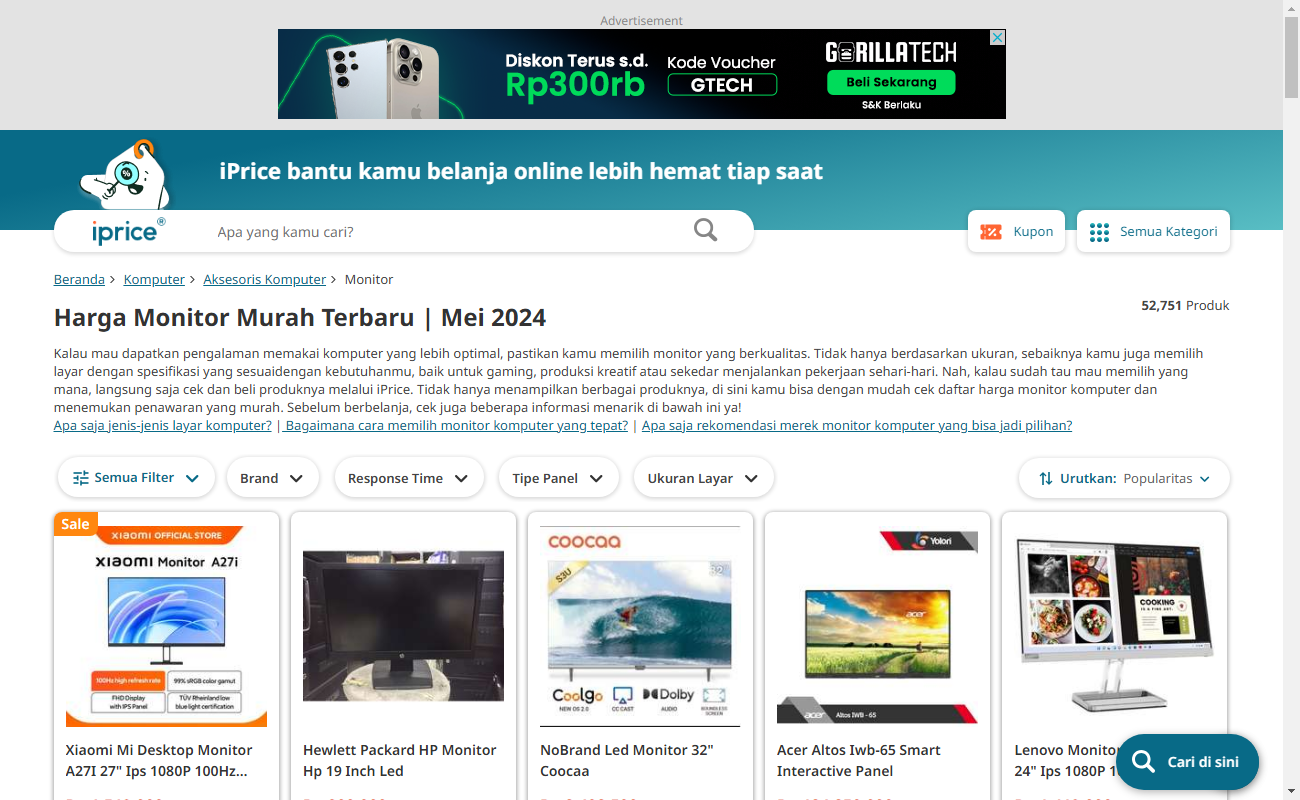 Advertisement
Diskon Terus s.d.
Rp300rb
Kode Voucher
GTECH
GORILLATECH
Beli Sekarang
S&K Berlaku
iPrice bantu kamu belanja online lebih hemat tiap saat
iprice®
Apa yang kamu cari?
Kupon
Semua Kategori
Beranda > Komputer > Aksesoris Komputer > Monitor
52,751 Produk
Harga Monitor Murah Terbaru | Mei 2024
Kalau mau dapatkan pengalaman memakai komputer yang lebih optimal, pastikan kamu memilih monitor yang berkualitas. Tidak hanya berdasarkan ukuran, sebaiknya kamu juga memilih
layar dengan spesifikasi yang sesuaidengan kebutuhanmu, baik untuk gaming, produksi kreatif atau sekedar menjalankan pekerjaan sehari-hari. Nah, kalau sudah tau mau memilih yang
mana, langsung saja cek dan beli produknya melalui iPrice. Tidak hanya menampilkan berbagai produknya, di sini kamu bisa dengan mudah cek daftar harga monitor komputer dan
menemukan penawaran yang murah. Sebelum berbelanja, cek juga beberapa informasi menarik di bawah ini ya!
Apa saja jenis-jenis layar komputer? | Bagaimana cara memilih monitor komputer yang tepat? | Apa saja rekomendasi merek monitor komputer yang bisa jadi pilihan?
Semua Filter
Brand
Response Time
Tipe Panel
Ukuran Layar
Urutkan: Popularitas
Sale
XIAOMI OFFICIAL STORE
XIAOMI Monitor A27i
100Hz high refresh rate
99% sRGB color gamut
FHD Display
with IPS Panel
TÜV Rheinland low
blue light certification
Xiaomi Mi Desktop Monitor
A27I 27" Ips 1080P 100Hz...
Hewlett Packard HP Monitor
Hp 19 Inch Led
COOCAA
S3U
32"
Coolgo
NEW OS 2.0
CC CAST
Dolby
AUDIO
BOUNDLESS
SCREEN
NoBrand Led Monitor 32"
Coocaa
Yolori
acer
acer
Altos IWB - 65
Acer Altos Iwb-65 Smart
Interactive Panel
COOKING
IS A FINE ART.
Lenovo Monito
24" Ips 1080P 1
Cari di sini